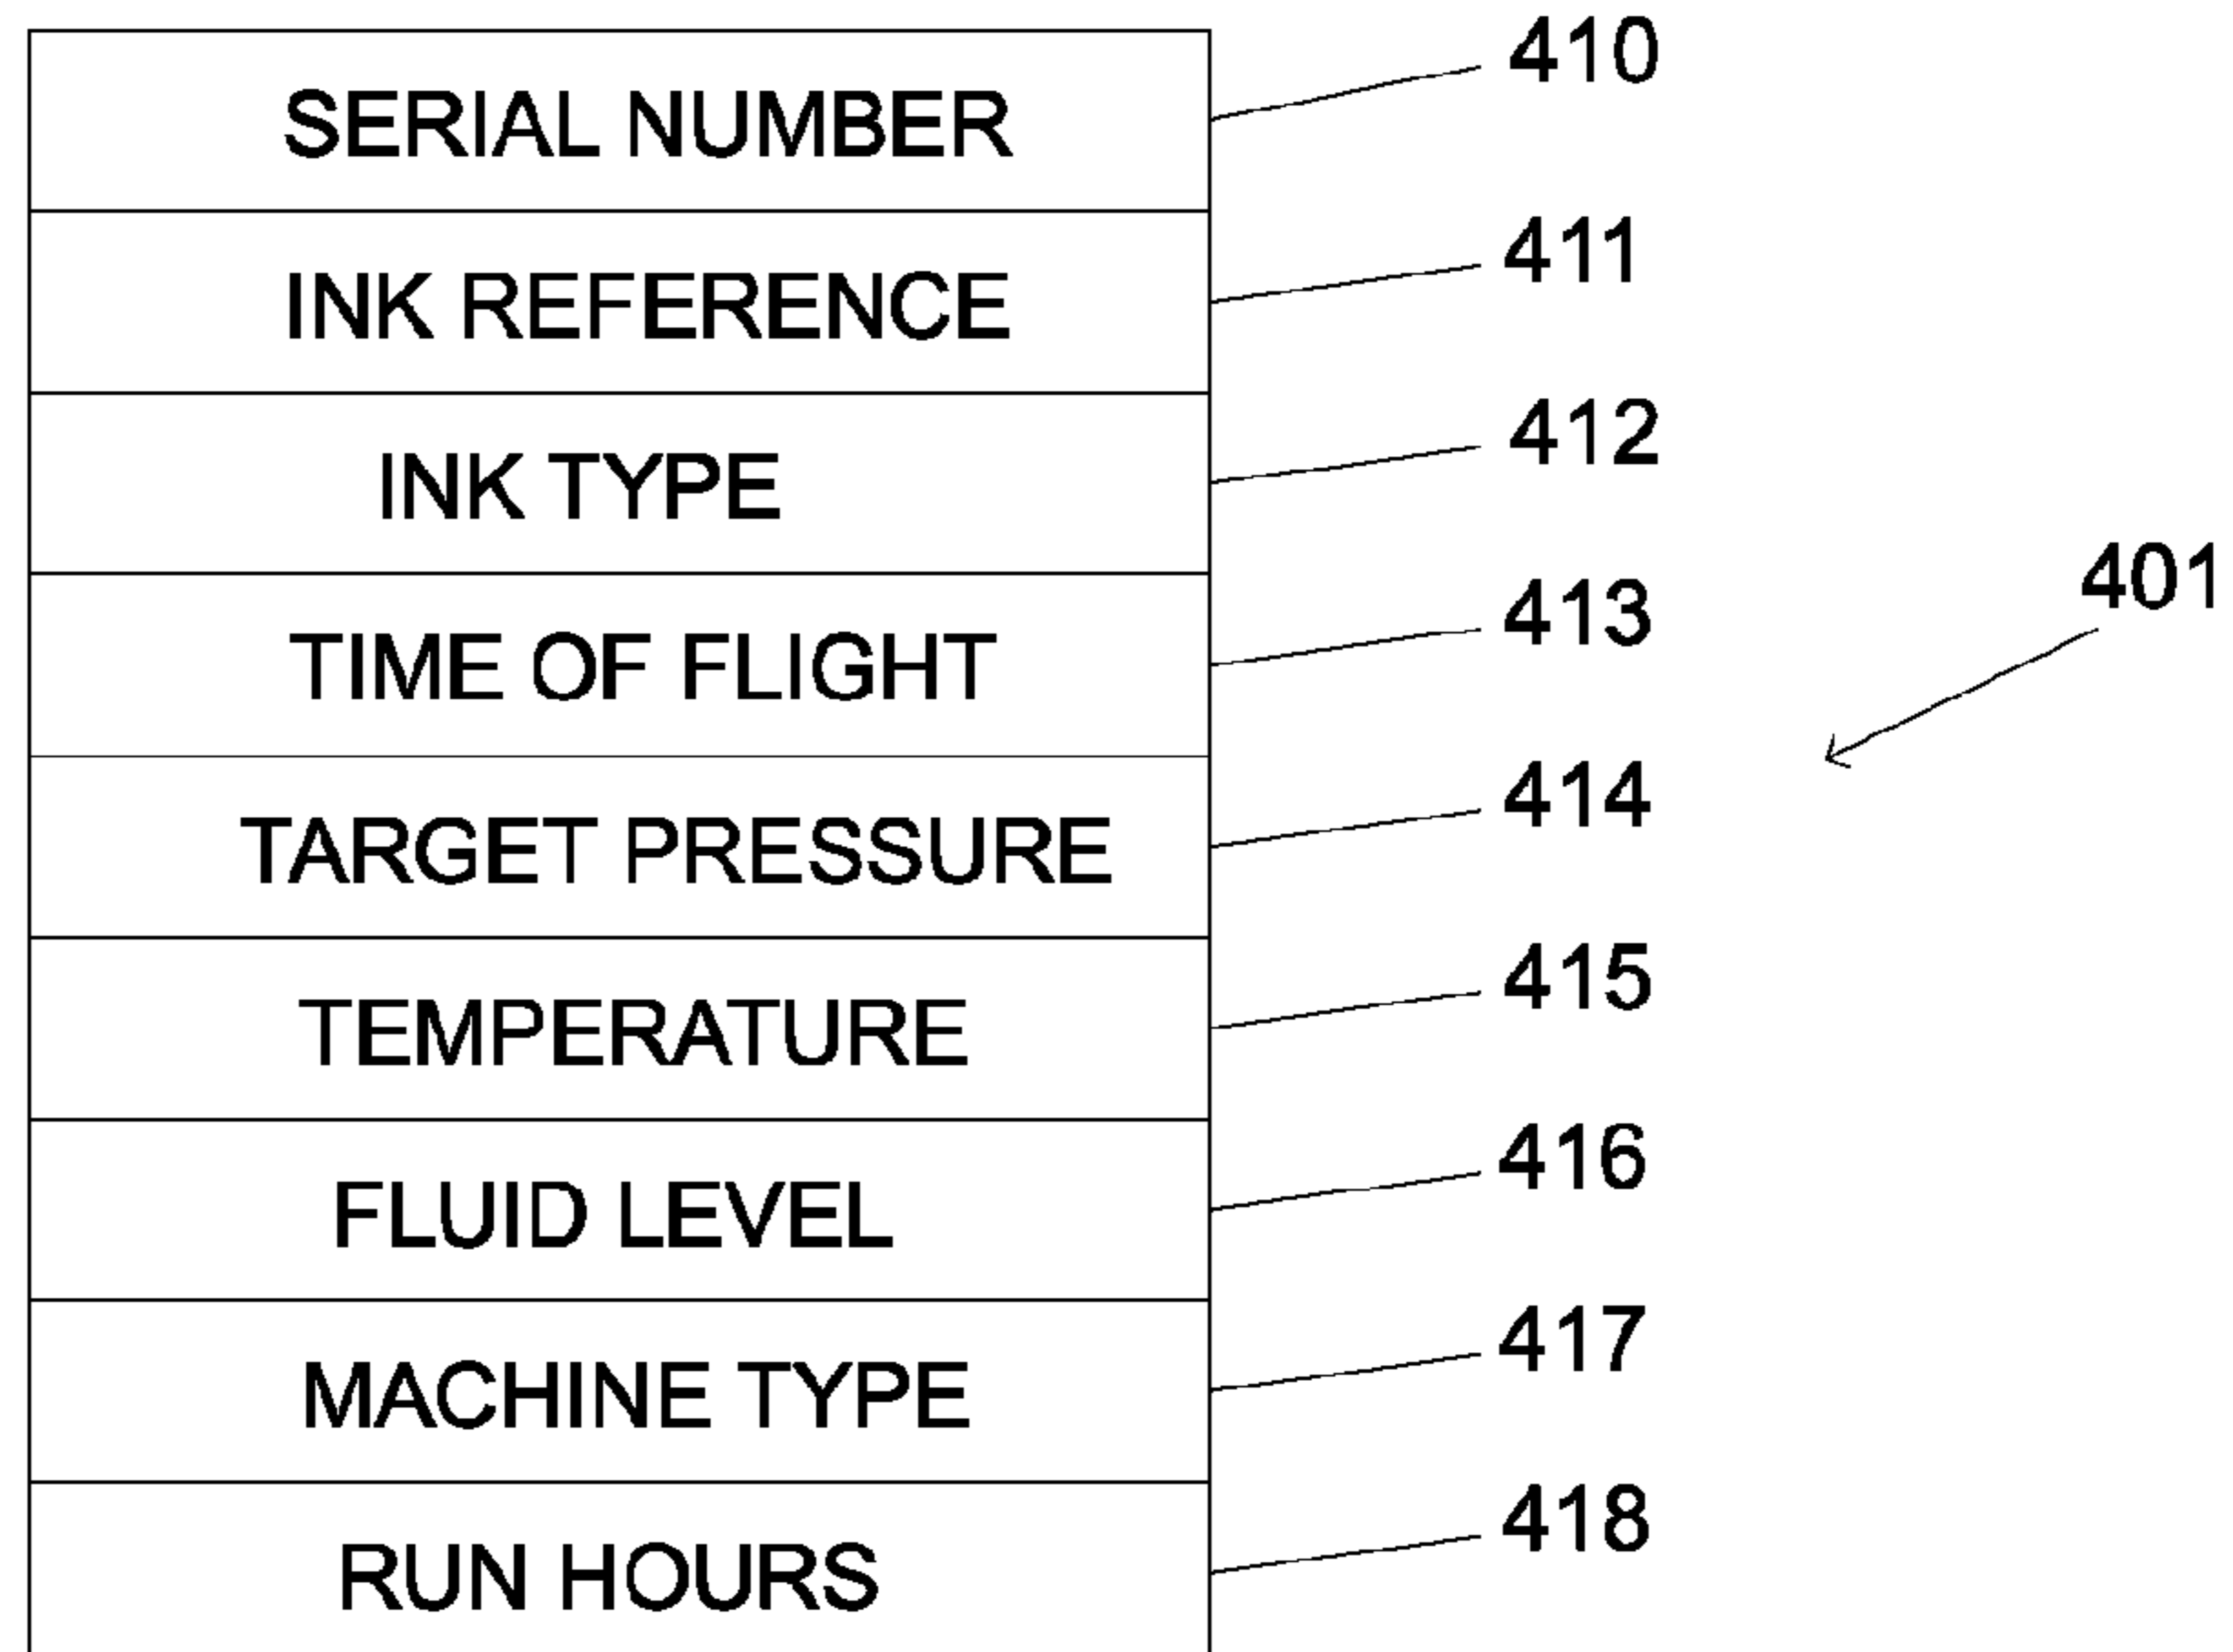 SERIAL NUMBER 410
INK REFERENCE 411
INK TYPE 412
TIME OF FLIGHT 413
401
TARGET PRESSURE 414
TEMPERATURE 415
FLUID LEVEL 416
MACHINE TYPE 417
RUN HOURS 418